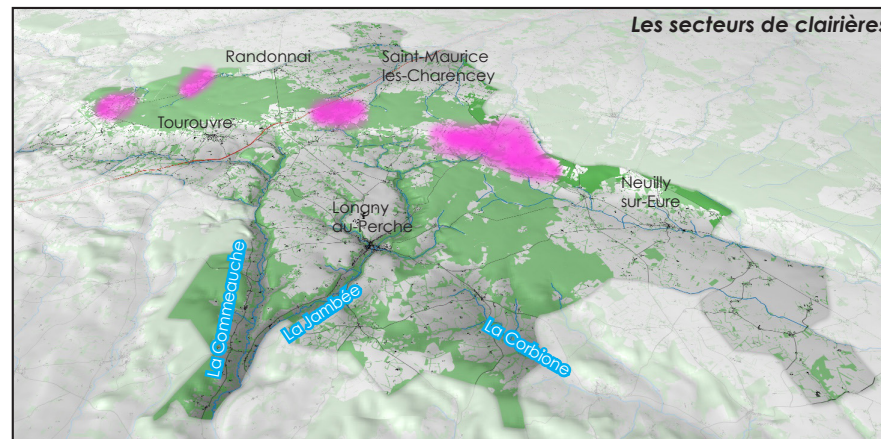 Les secteurs de clairières
Randonnai
Saint-Maurice
les-Charencey
Tourouvre
Neuilly
sur-Eure
Longny
au-Perche
La Commeauche
La Jambée
La Corbione